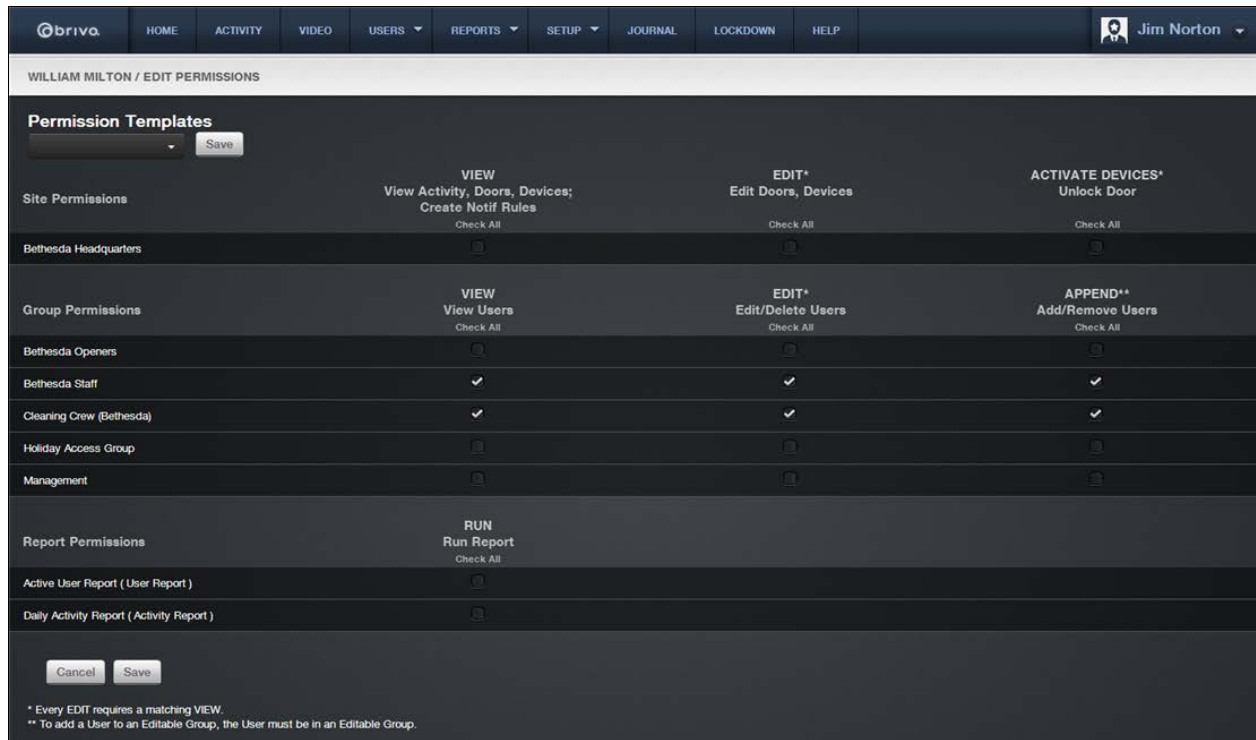 brivo.
HOME ACTIVITY VIDEO USERS REPORTS SETUP JOURNAL LOCKDOWN HELP Jim Norton
WILLIAM MILTON / EDIT PERMISSIONS
Permission Templates
Save
Site Permissions
VIEW
View Activity, Doors, Devices;
Create Notif Rules
Check All
EDIT*
Edit Doors, Devices
Check All
ACTIVATE DEVICES*
Unlock Door
Check All
Bethesda Headquarters
Group Permissions
VIEW
View Users
Check All
EDIT*
Edit/Delete Users
Check All
APPEND**
Add/Remove Users
Check All
Bethesda Openers
Bethesda Staff
Cleaning Crew (Bethesda)
Holiday Access Group
Management
Report Permissions
RUN
Run Report
Check All
Active User Report ( User Report )
Daily Activity Report ( Activity Report )
Cancel Save
* Every EDIT requires a matching VIEW.
** To add a User to an Editable Group, the User must be in an Editable Group.